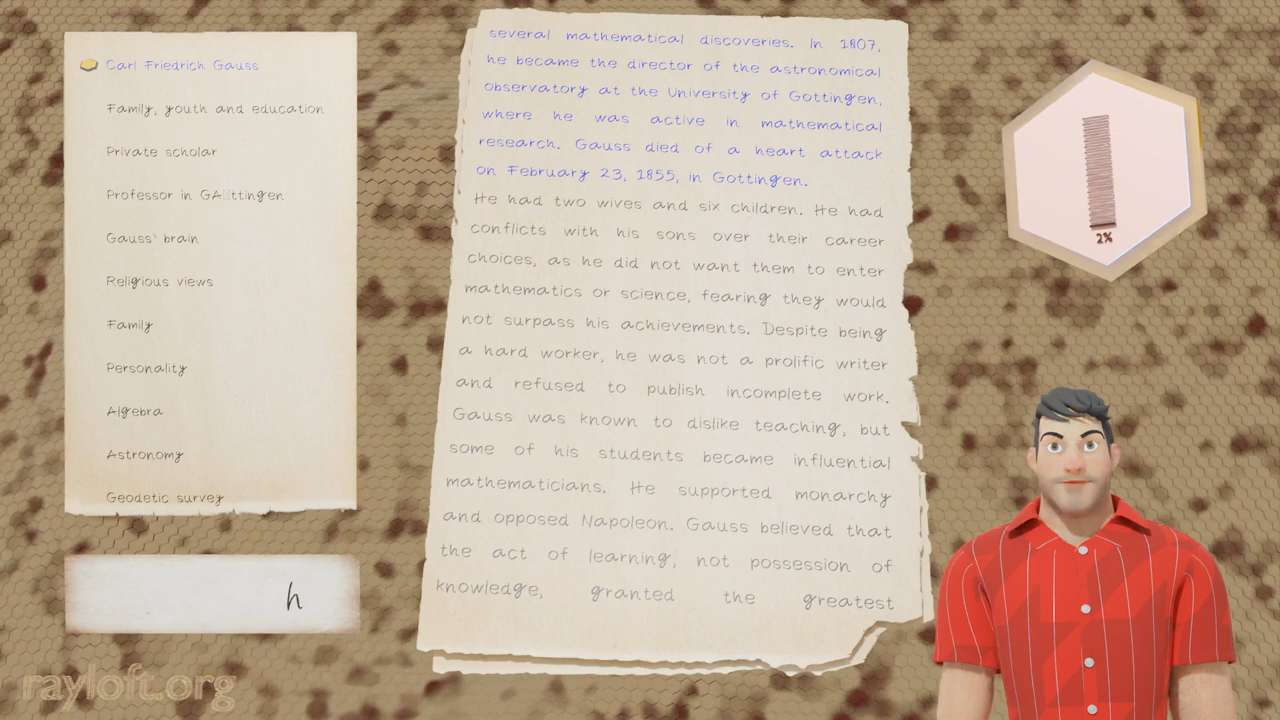 Carl Friedrich Gauss
Family, youth and education
Private scholar
Professor in GA ttingen
Gauss' brain
Religious views
Family
Personality
Algebra
Astronomy
Geodetic survey
h
rayloft.org
several mathematical discoveries. In 1807,
he became the director of the astronomical
observatory at the University of Gottingen,
where he was active in mathematical
research. Gauss died of a heart attack
on February 23, 1855, in Gottingen.
He had two wives and six children. He had
conflicts with his sons over their career
choices, as he did not want them to enter
mathematics or science, fearing they would
not surpass his achievements. Despite being
a hard worker, he was not a prolific writer
and refused to publish incomplete work.
Gauss was known to dislike teaching, but
some of his students became influential
mathematicians. He supported monarchy
and opposed Napoleon. Gauss believed that
the act of learning, not possession of
knowledge, granted the greatest
2%